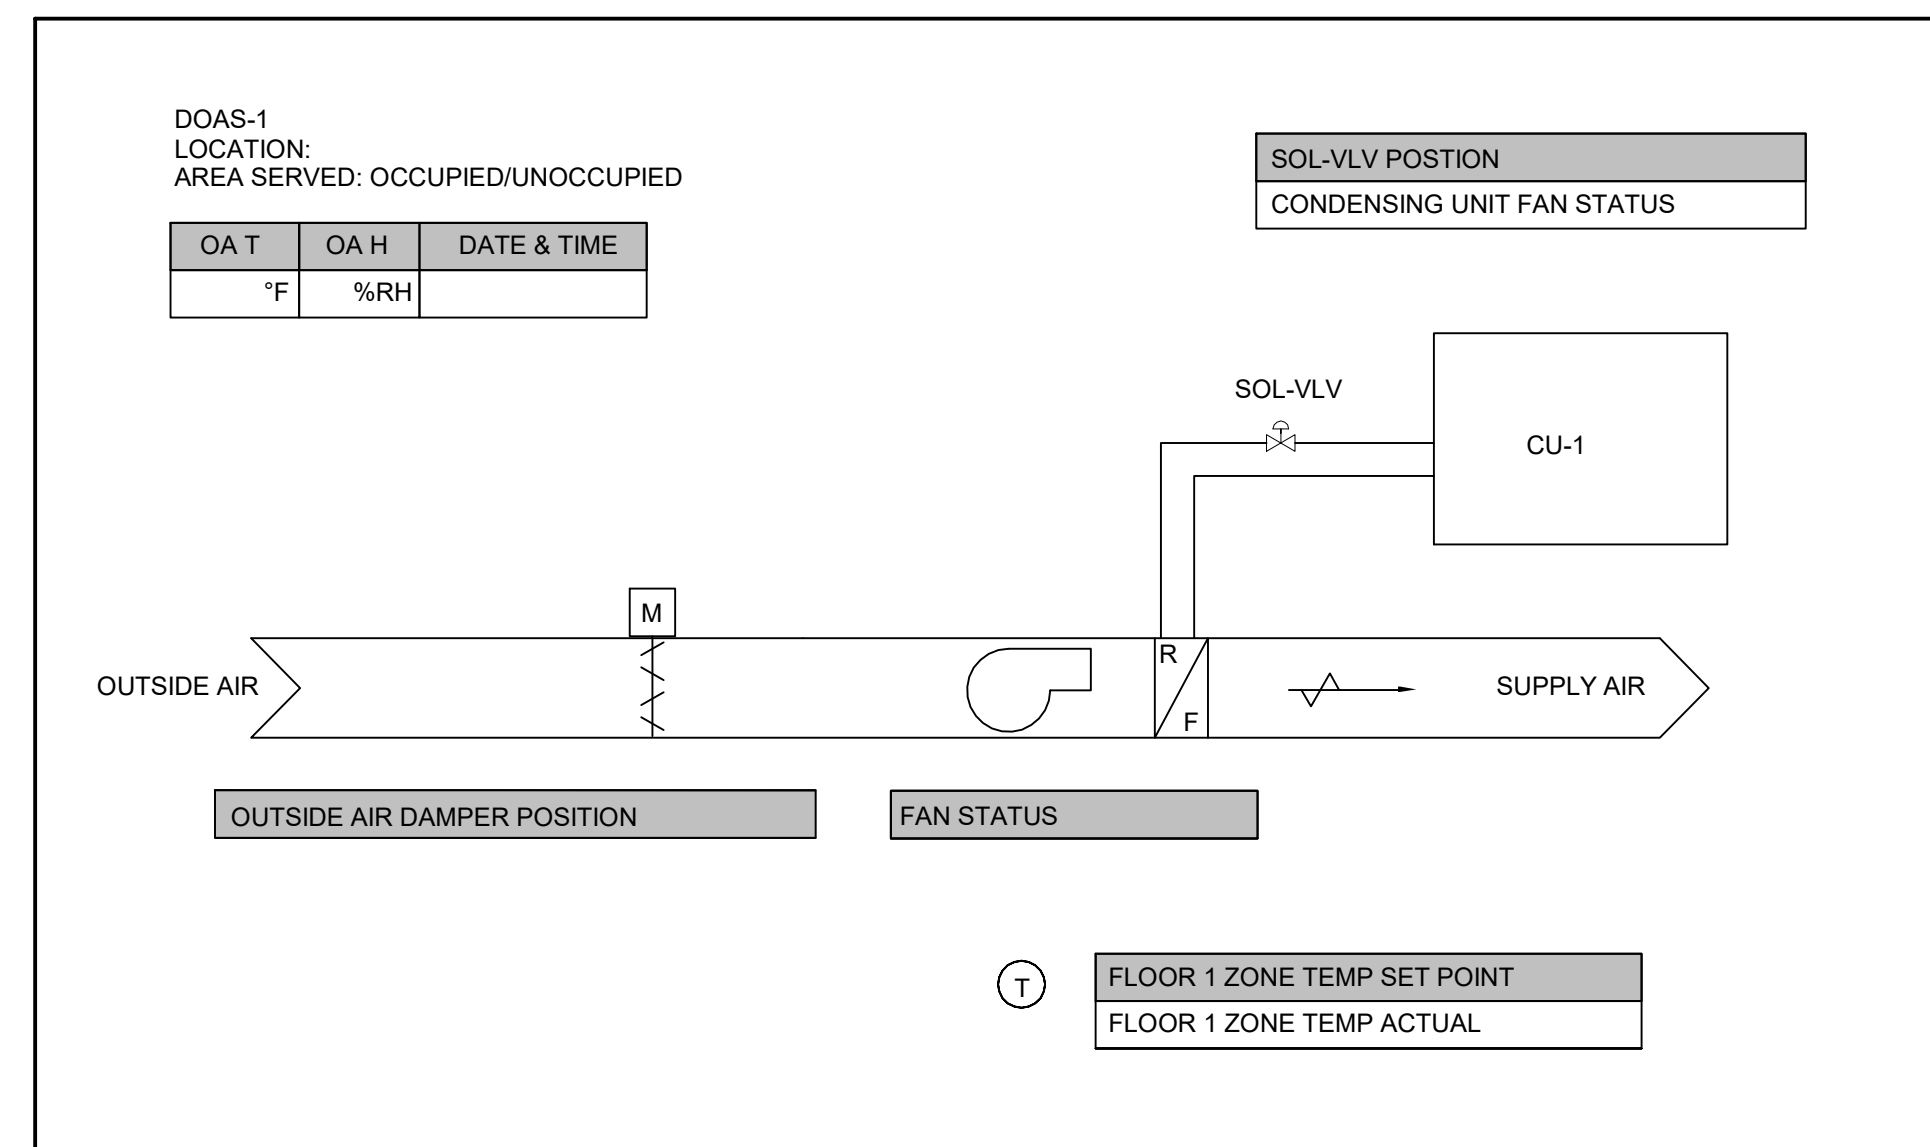 DOAS-1
LOCATION:
AREA SERVED: OCCUPIED/UNOCCUPIED
OA T OA H DATE & TIME
°F %RH
SOL-VLV POSTION
CONDENSING UNIT FAN STATUS
SOL-VLV
CU-1
M
OUTSIDE AIR
R
F
SUPPLY AIR
OUTSIDE AIR DAMPER POSITION
FAN STATUS
T
FLOOR 1 ZONE TEMP SET POINT
FLOOR 1 ZONE TEMP ACTUAL